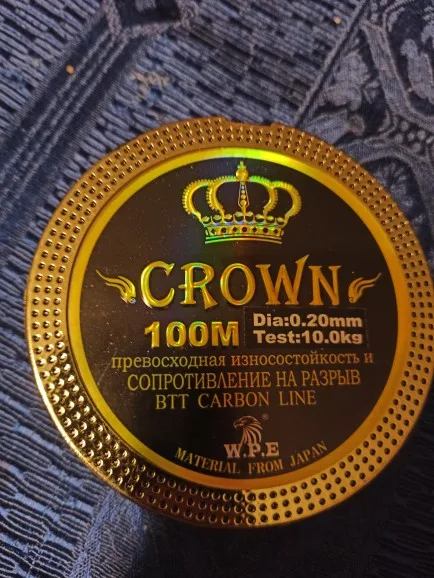 CROWN
100M
Dia:0.20mm
Test:10.0kg
превосходная износостойкость и
СОПРОТИВЛЕНИЕ НА РАЗРЫВ
BTT CARBON LINE
W.P.E
MATERIAL FROM JAPAN